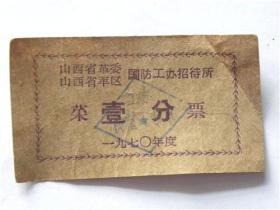 山西省革委
山西省军区 国防工办招待所
菜壹分票
一九七〇年度